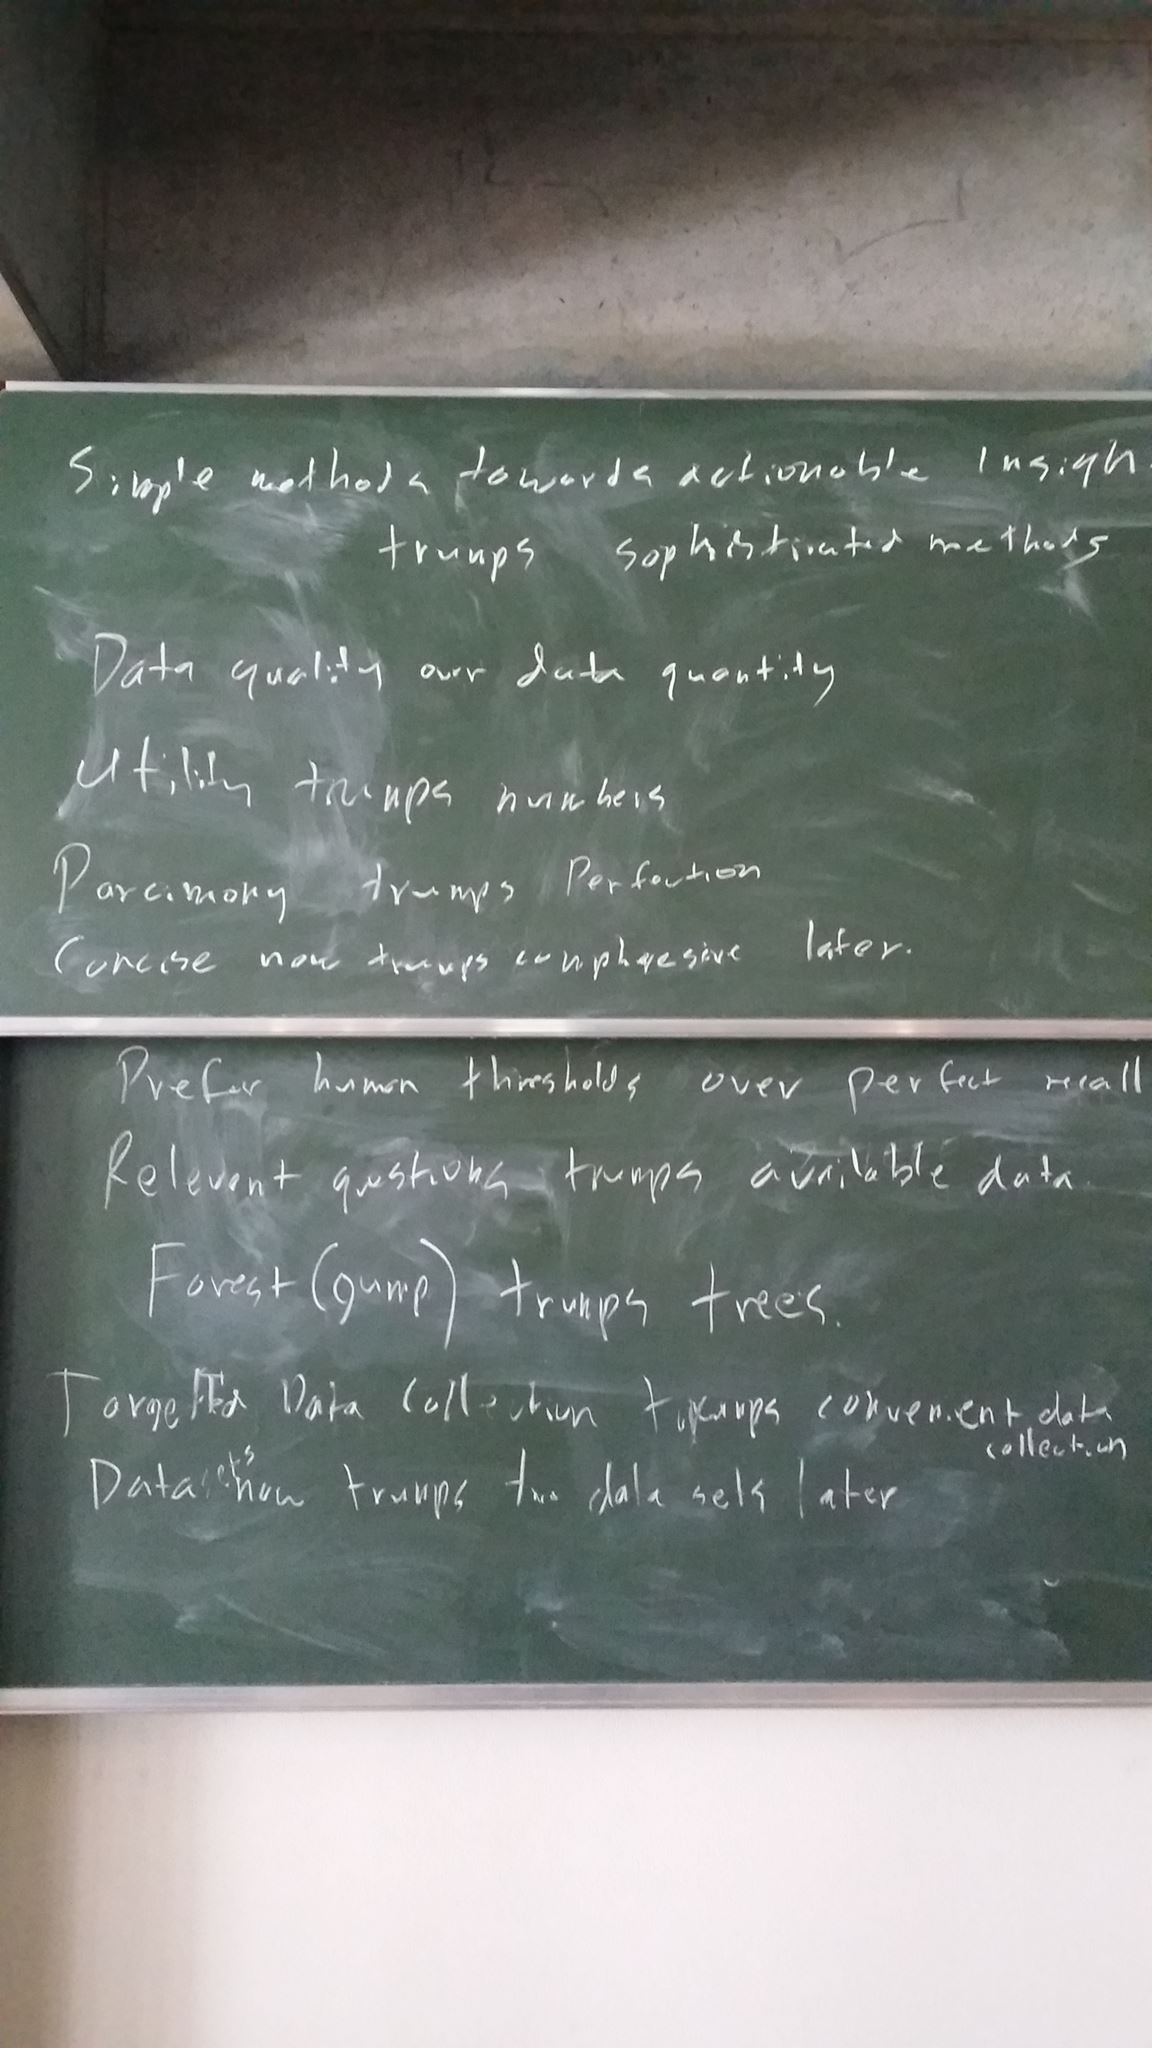 Simple methods towards actionable Insigh
trumps sophisticated methods
Data quality over data quantity
Utility trumps numbers
Parcimony trumps Perfection
Concise now trumps comphresive later.
Prefer human thresholds over perfect recall
Relevent questions trumps available data.
Forest (gump) trumps trees.
Targetted Data Collection trumps convenient data
collection
Datasets now trumps data sets later